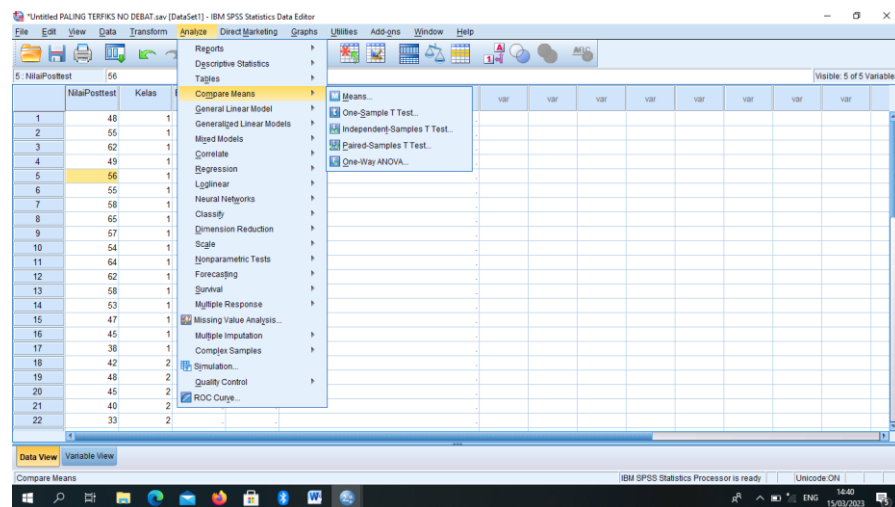 *Untitled PALING TERFIKS NO DEBAT.sav [DataSet1] - IBM SPSS Statistics Data Editor
File Edit View Data Transform Analyze Direct Marketing Graphs Utilities Add-ons Window Help
5 : NilaiPosttest 56 Visible: 5 of 5 Variable
NilaiPosttest Kelas var var var var var var var var
1 48 1
2 55 1
3 62 1
4 49 1
5 56 1
6 55 1
7 58 1
8 65 1
9 57 1
10 54 1
11 64 1
12 62 1
13 58 1
14 53 1
15 47 1
16 45 1
17 38 1
18 42 2
19 48 2
20 45 2
21 40 2
22 33 2
Reports
Descriptive Statistics
Tables
Compare Means
General Linear Model
Generalized Linear Models
Mixed Models
Correlate
Regression
Loglinear
Neural Networks
Classify
Dimension Reduction
Scale
Nonparametric Tests
Forecasting
Survival
Multiple Response
Missing Value Analysis...
Multiple Imputation
Complex Samples
Simulation...
Quality Control
ROC Curve...
Means...
One-Sample T Test...
Independent-Samples T Test...
Paired-Samples T Test...
One-Way ANOVA...
Data View Variable View
Compare Means IBM SPSS Statistics Processor is ready Unicode:ON
ENG 14:40
15/03/2023